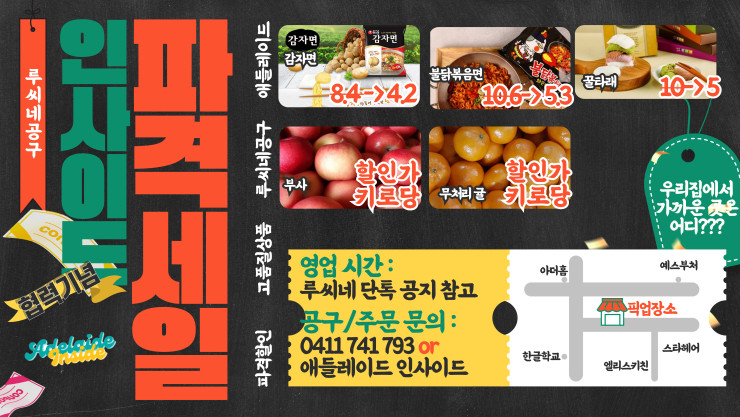 루씨네공구
인사이드
파격세일
협력기념
Adelaide
Inside
애들레이드
루씨네공구
고품질상품
파격할인
감자면
감자면
감자면
8.4->4.2
불닭볶음면
10.6->5.3
꿀타래
10->5
부사
할인가
키로당
무처리 귤
할인가
키로당
우리집에서
가까운 곳은
어디???
영업 시간 :
루씨네 단톡 공지 참고
공구/주문 문의 :
0411 741 793 or
애들레이드 인사이드
아더홈
예스부처
픽업장소
한글학교
엘리스키친
스타헤어